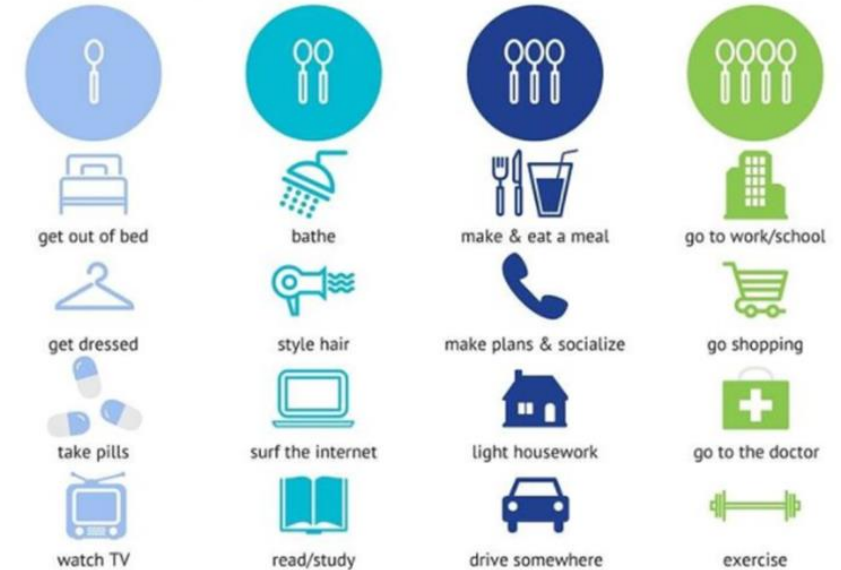 get out of bed
bathe
make & eat a meal
go to work/school
get dressed
style hair
make plans & socialize
go shopping
take pills
surf the internet
light housework
go to the doctor
watch TV
read/study
drive somewhere
exercise